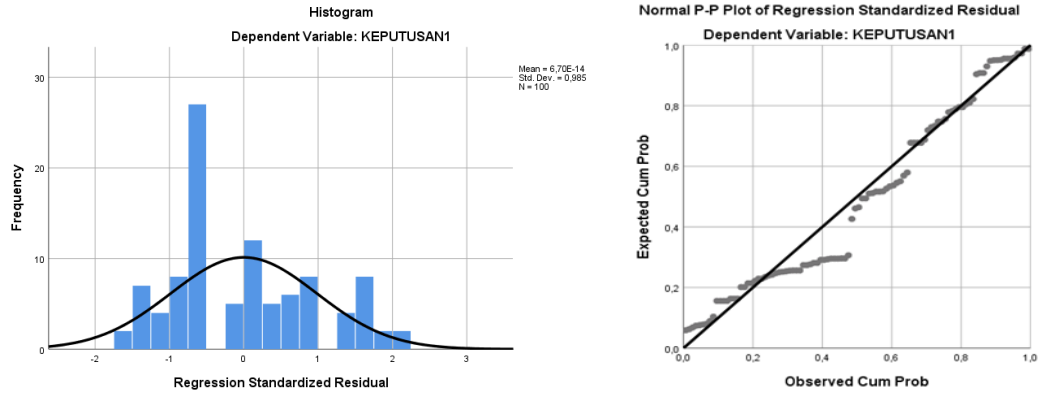 Histogram
Dependent Variable: KEPUTUSAN1
Mean = 6,70E-14
Std. Dev. = 0,985
N = 100
30
20
10
0
Frequency
-2 -1 0 1 2 3
Regression Standardized Residual
Normal P-P Plot of Regression Standardized Residual
Dependent Variable: KEPUTUSAN1
1,0
0,8
0,6
0,4
0,2
0,0
Expected Cum Prob
0,0 0,2 0,4 0,6 0,8 1,0
Observed Cum Prob